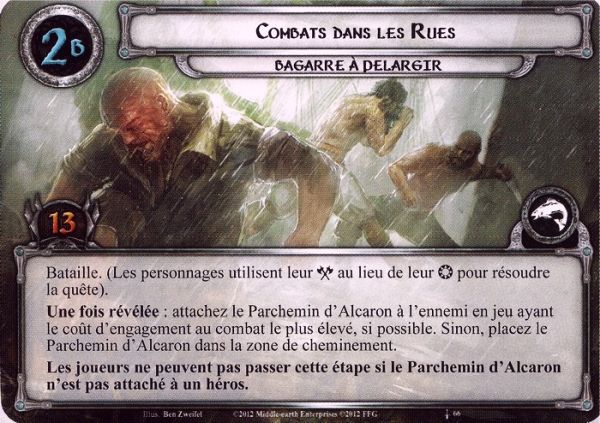 2B
COMBATS DANS LES RUES
BAGARRE À PELARGIR
13
Bataille. (Les personnages utilisent leur au lieu de leur pour résoudre
la quête).
Une fois révélée : attachez le Parchemin d'Alcaron à l'ennemi en jeu ayant
le coût d'engagement au combat le plus élevé, si possible. Sinon, placez le
Parchemin d'Alcaron dans la zone de cheminement.
Les joueurs ne peuvent pas passer cette étape si le Parchemin d'Alcaron
n'est pas attaché à un héros.
Illus. Ben Zweifel ©2012 Middle-earth Enterprises ©2012 FFG 66